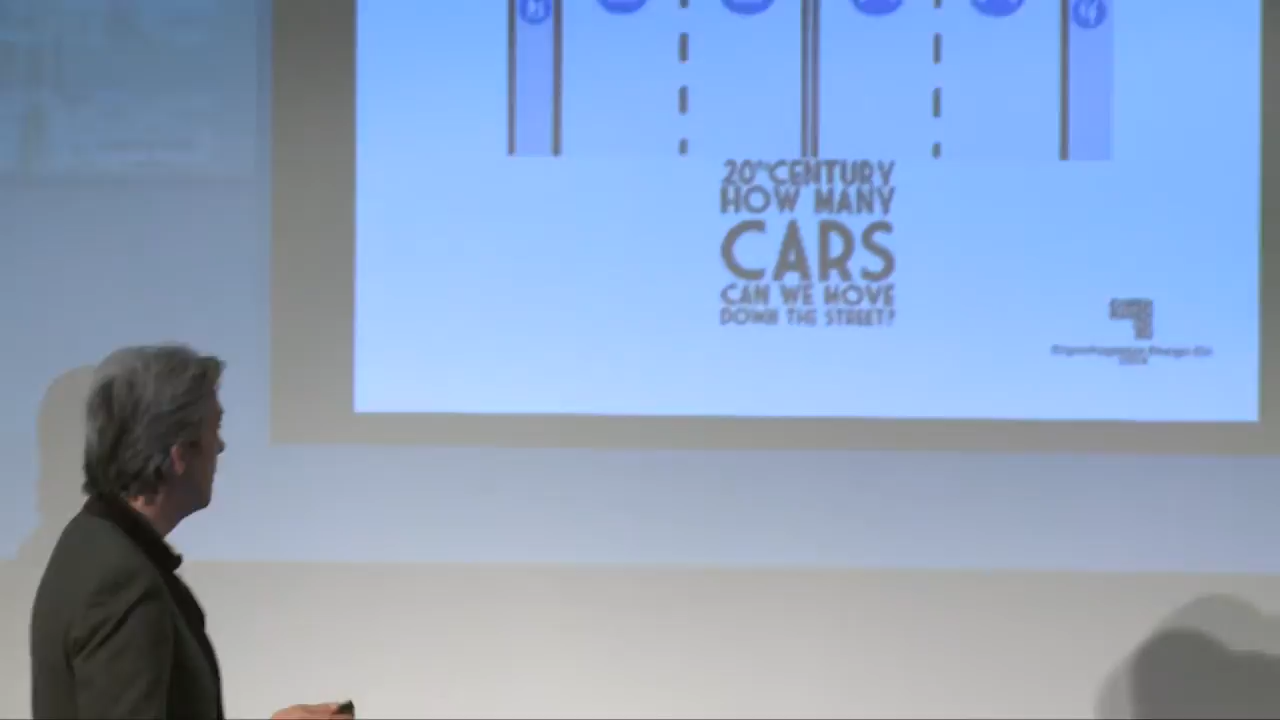 20TH CENTURY
HOW MANY
CARS
CAN WE MOVE
DOWN THE STREET?